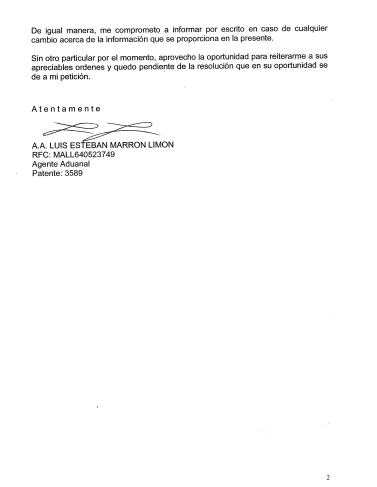 De igual manera, me comprometo a informar por escrito en caso de cualquier
cambio acerca de la información que se proporciona en la presente.
Sin otro particular por el momento, aprovecho la oportunidad para reiterarme a sus
apreciables ordenes y quedo pendiente de la resolución que en su oportunidad se
de a mi petición.
A t e n t a m e n t e
A.A. LUIS ESTEBAN MARRON LIMON
RFC: MALL640523749
Agente Aduanal
Patente: 3589
2